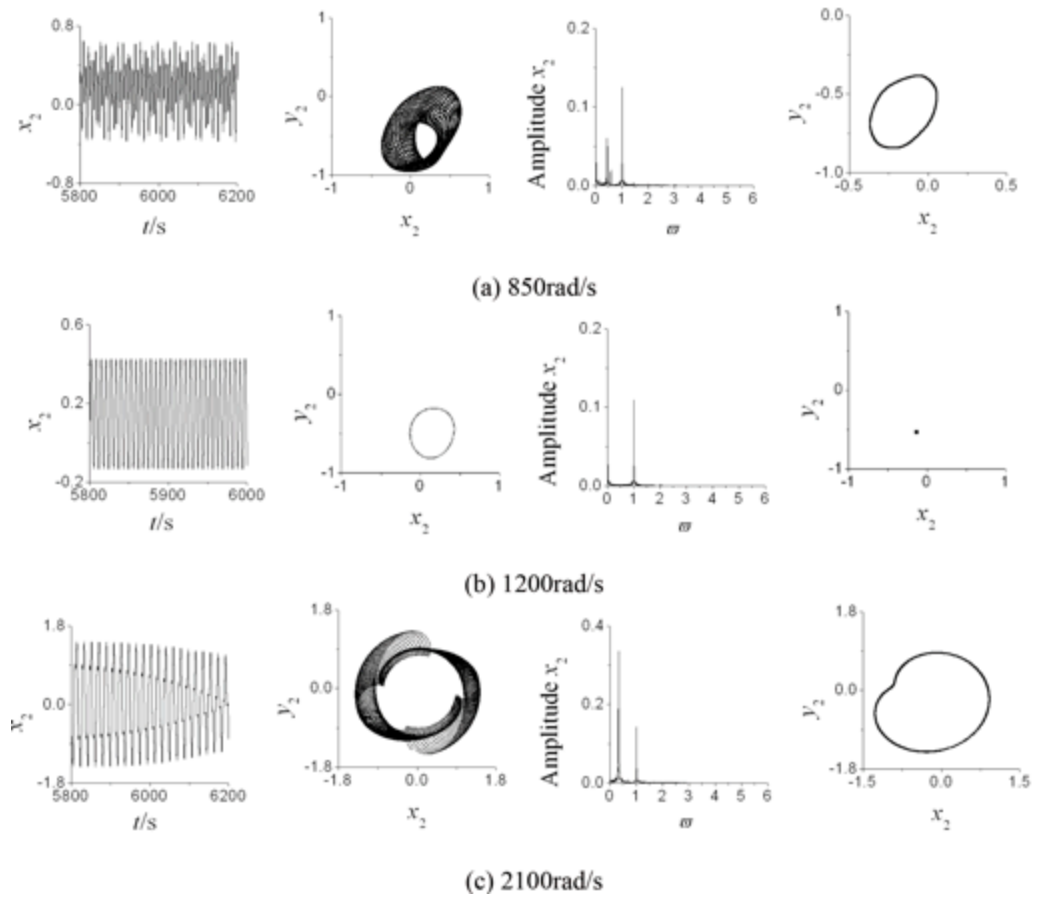 0.8
0.0
-0.8
5800 6000 6200
x2
t/s
1
0
-1
-1 0 1
y2
x2
0.2
0.1
0.0
0 1 2 3 4 5 6
Amplitude x2
ϖ
0.0
-0.5
-1.0
-0.5 0.0 0.5
y2
x2
(a) 850rad/s
0.6
0.2
-0.2
5800 5900 6000
x2
t/s
1
0
-1
-1 0 1
y2
x2
0.2
0.1
0.0
0 1 2 3 4 5 6
Amplitude x2
ϖ
1
0
-1
-1 0 1
y2
x2
(b) 1200rad/s
1.8
0.0
-1.8
5800 6000 6200
x2
t/s
1.8
0.0
-1.8
-1.8 0.0 1.8
y2
x2
0.4
0.2
0.0
0 1 2 3 4 5 6
Amplitude x2
ϖ
1.8
0.0
-1.8
-1.5 0.0 1.5
y2
x2
(c) 2100rad/s